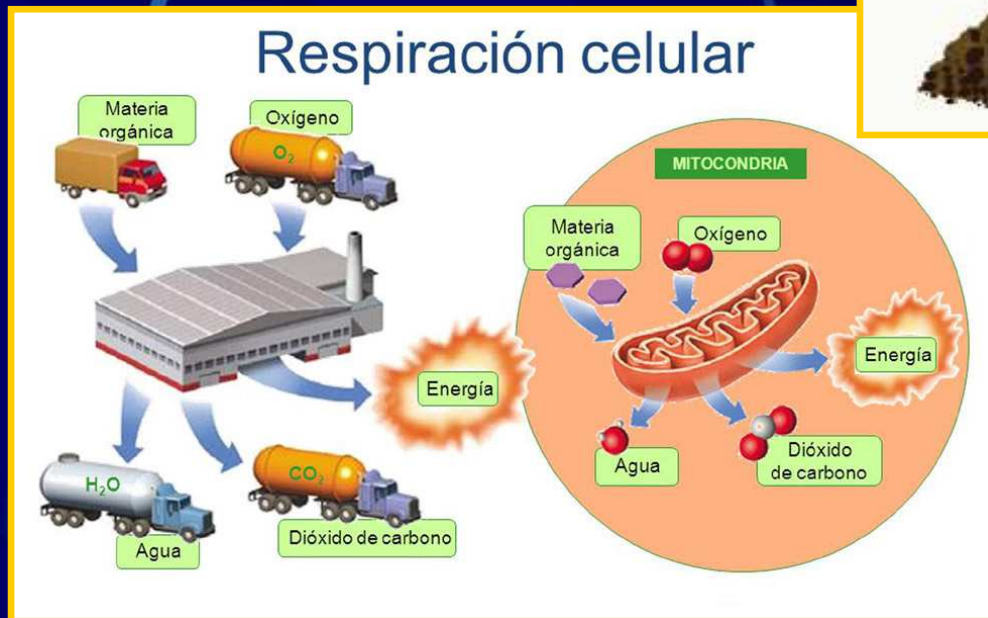 Respiración celular
Materia
orgánica
Oxígeno
O₂
Energía
H₂O
Agua
CO₂
Dióxido de carbono
MITOCONDRIA
Materia
orgánica
Oxígeno
Energía
Agua
Dióxido
de carbono